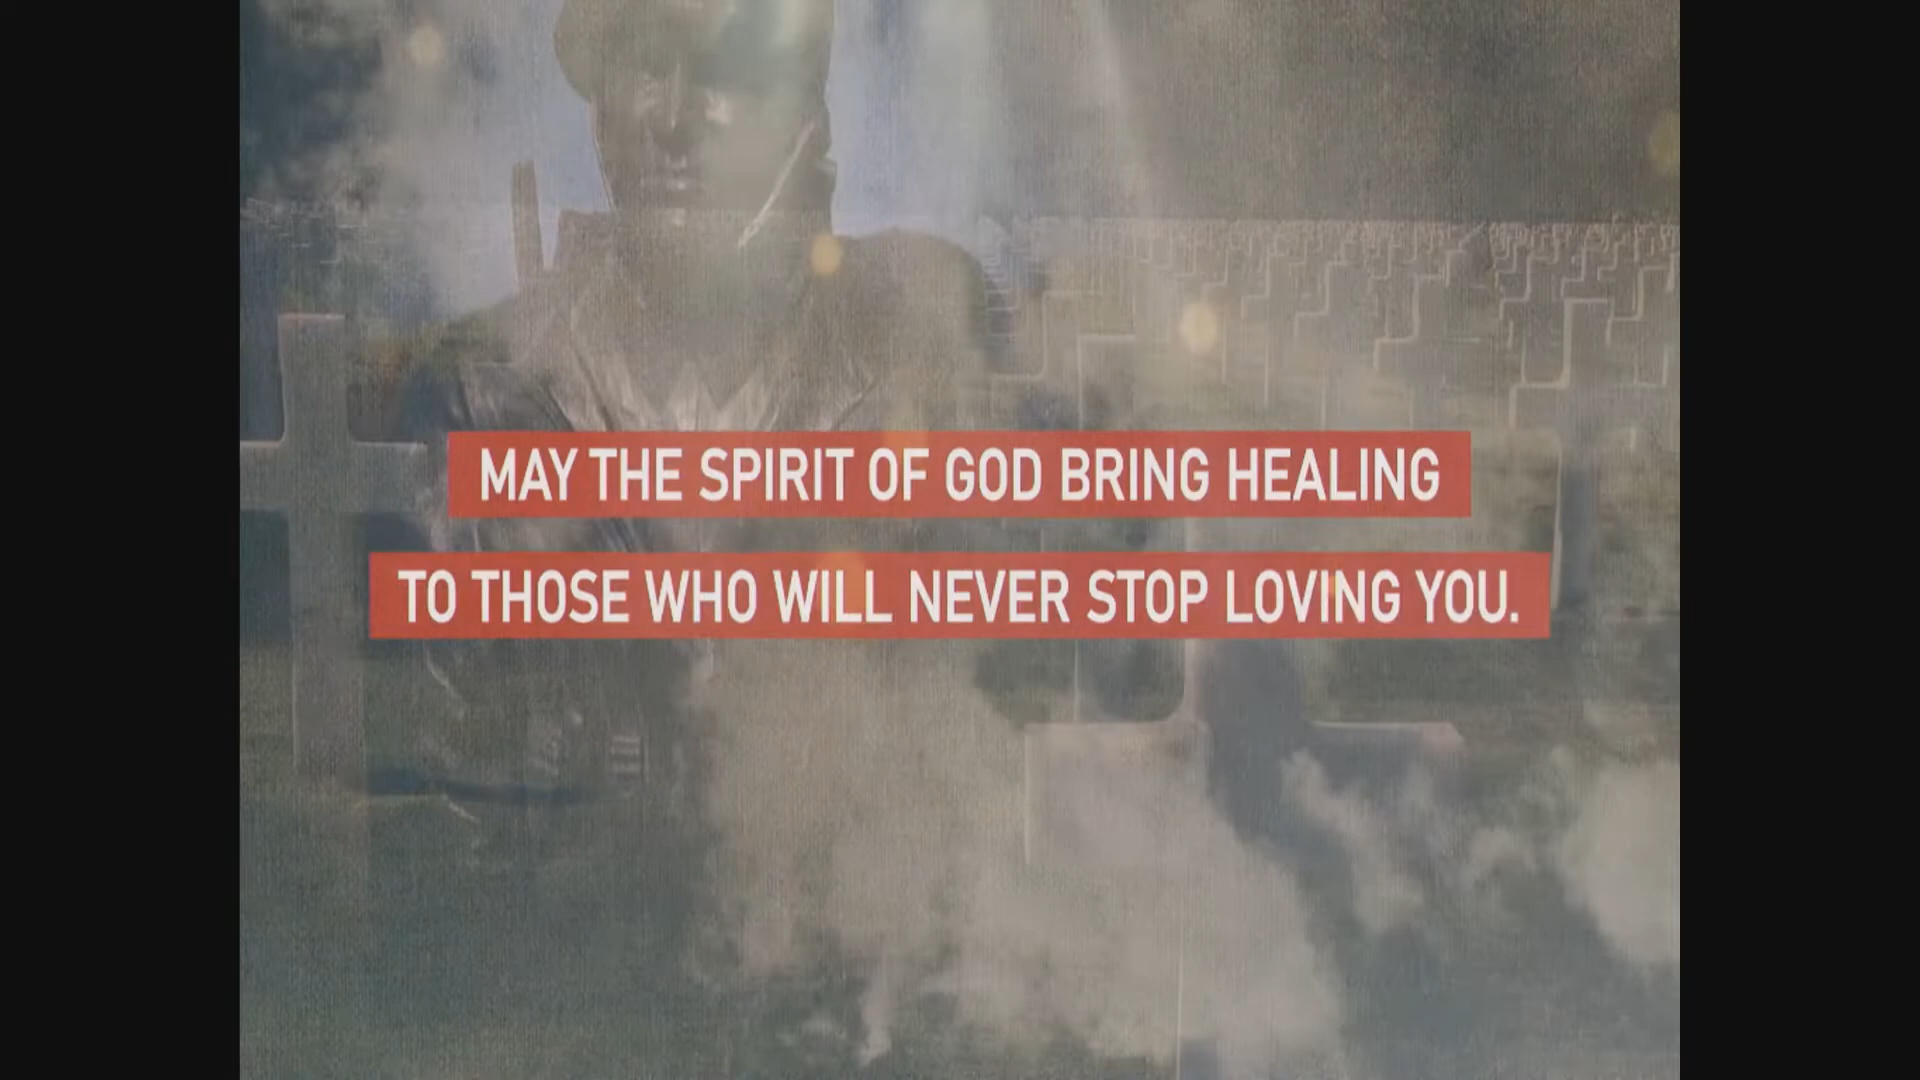 MAY THE SPIRIT OF GOD BRING HEALING
TO THOSE WHO WILL NEVER STOP LOVING YOU.